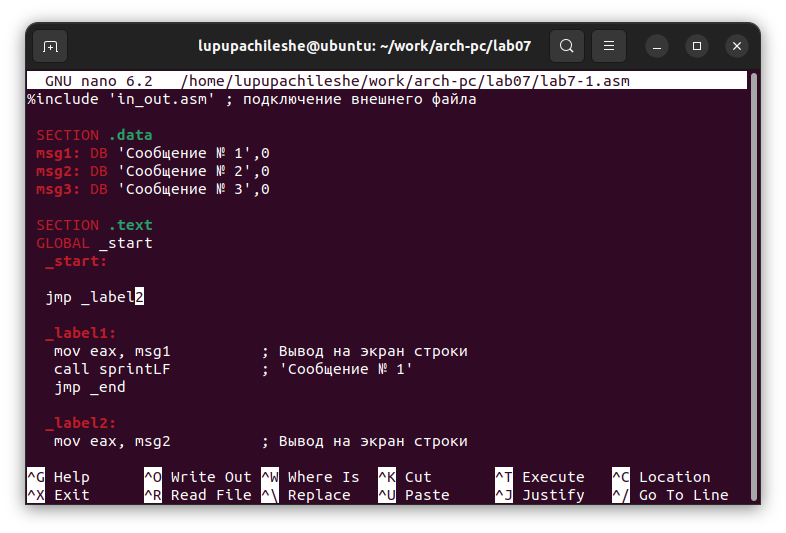 lupupachileshe@ubuntu: ~/work/arch-pc/lab07
GNU nano 6.2 /home/lupupachileshe/work/arch-pc/lab07/lab7-1.asm
%include 'in_out.asm' ; подключение внешнего файла
SECTION .data
msg1: DB 'Сообщение № 1',0
msg2: DB 'Сообщение № 2',0
msg3: DB 'Сообщение № 3',0
SECTION .text
GLOBAL _start
_start:
jmp _label2
_label1:
mov eax, msg1 ; Вывод на экран строки
call sprintLF ; 'Сообщение № 1'
jmp _end
_label2:
mov eax, msg2 ; Вывод на экран строки
^G Help ^O Write Out ^W Where Is ^K Cut ^T Execute ^C Location
^X Exit ^R Read File ^\ Replace ^U Paste ^J Justify ^/ Go To Line